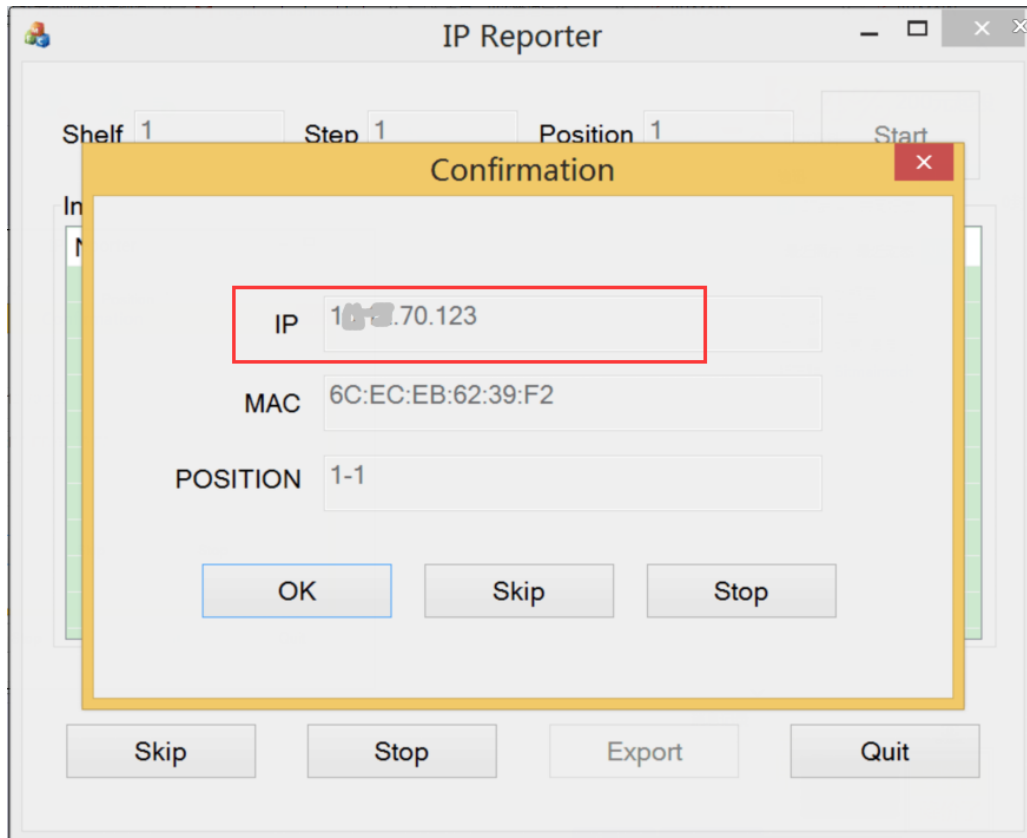 IP Reporter
Shelf 1 Step 1 Position 1 Start
Confirmation
IP .70.123
MAC 6C:EC:EB:62:39:F2
POSITION 1-1
OK Skip Stop
Skip Stop Export Quit